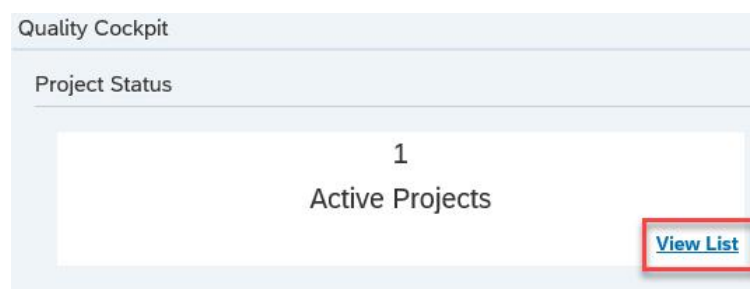 Quality Cockpit
Project Status
1
Active Projects
View List